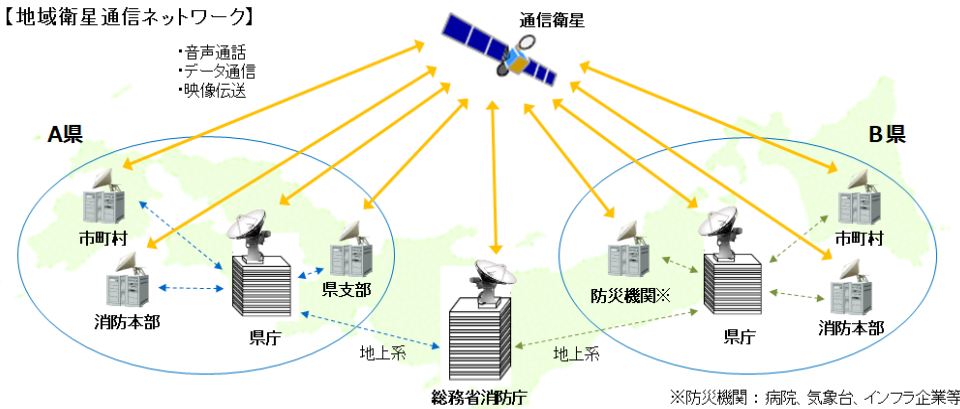 【地域衛星通信ネットワーク】
通信衛星
・音声通話
・データ通信
・映像伝送
A県
B県
市町村
消防本部
県庁
県支部
地上系
総務省消防庁
地上系
防災機関※
県庁
市町村
消防本部
※防災機関：病院、気象台、インフラ企業等